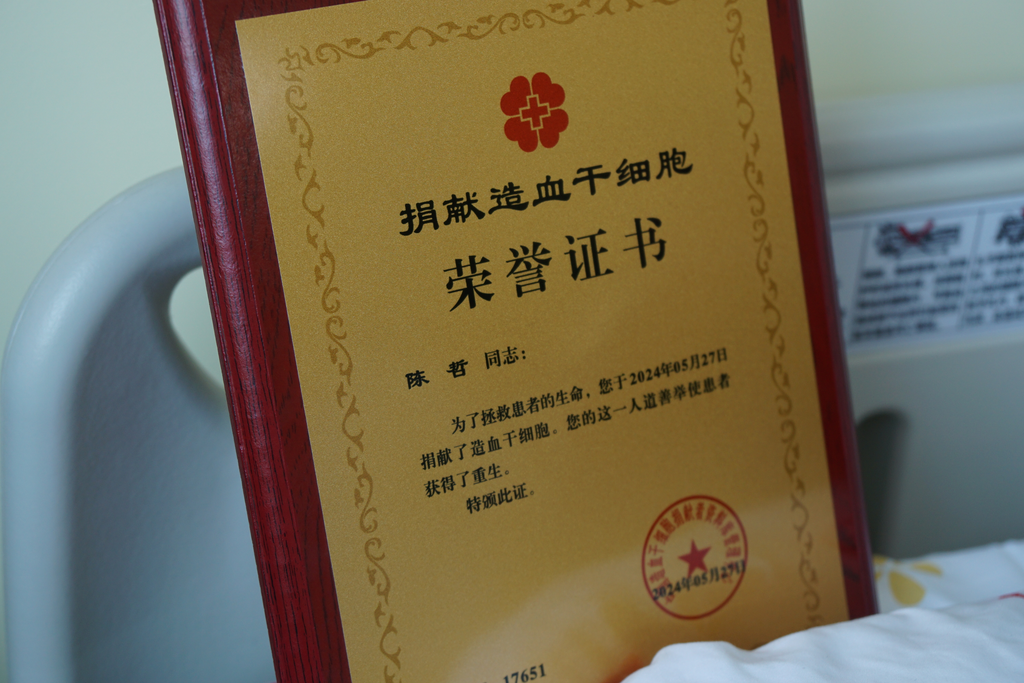 捐献造血干细胞
荣誉证书
陈 哲 同志：
为了拯救患者的生命，您于2024年05月27日
捐献了造血干细胞。您的这一人道善举使患者
获得了重生。
特颁此证。
2024年05月27日
17651